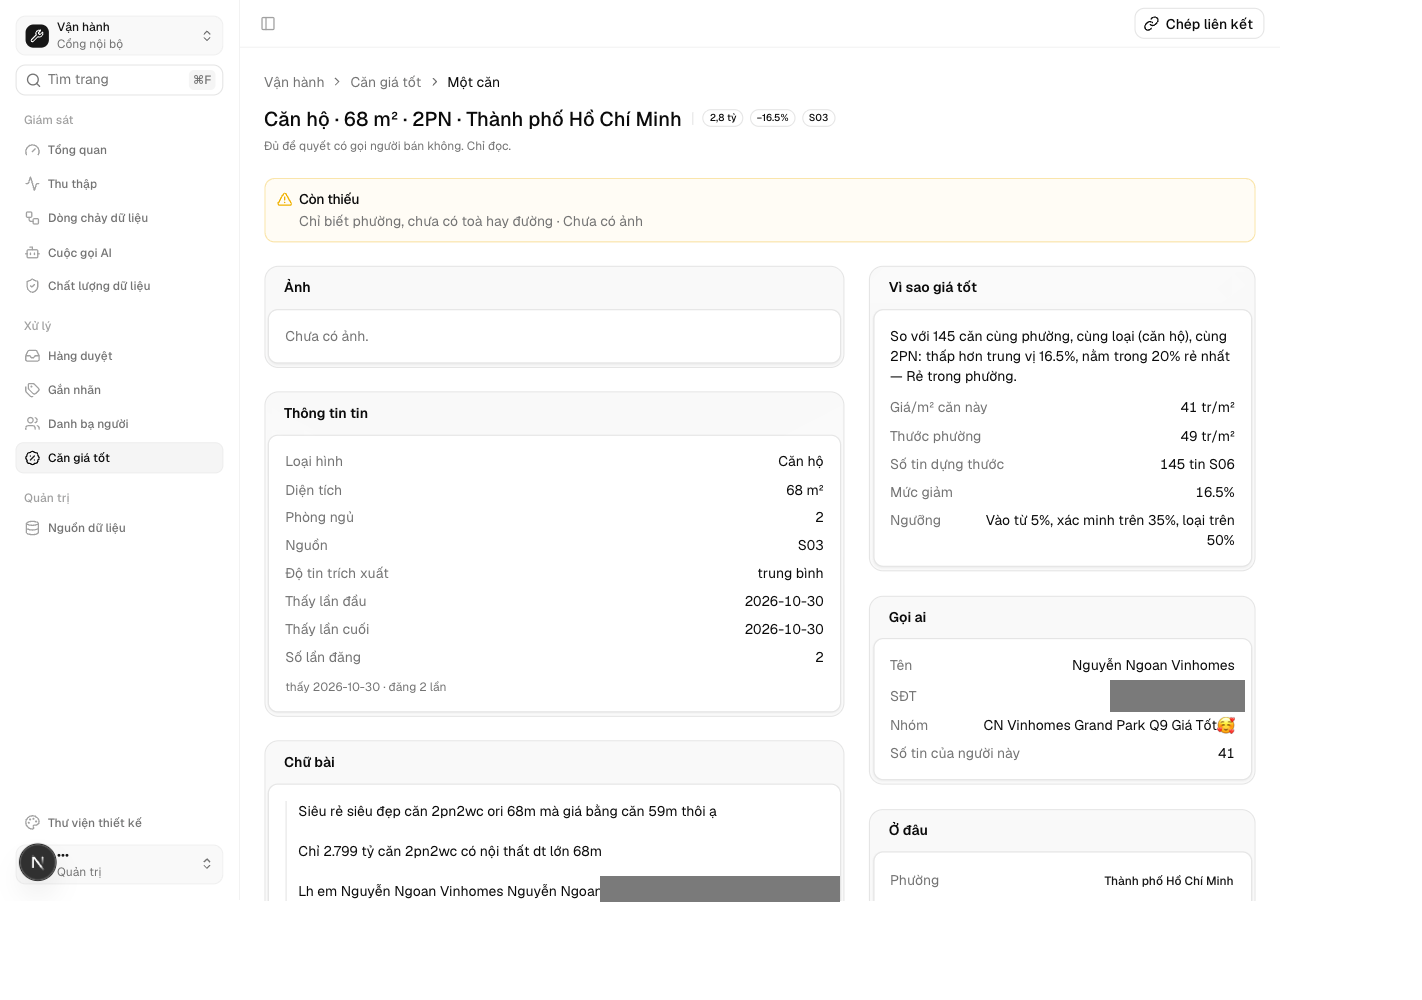 Vận hành
Cổng nội bộ
Tìm trang
⌘F
Giám sát
Tổng quan
Thu thập
Dòng chảy dữ liệu
Cuộc gọi AI
Chất lượng dữ liệu
Xử lý
Hàng duyệt
Gắn nhãn
Danh bạ người
Căn giá tốt
Quản trị
Nguồn dữ liệu
Thư viện thiết kế
N
•••
Quản trị
Chép liên kết
Vận hành > Căn giá tốt > Một căn
Căn hộ · 68 m² · 2PN · Thành phố Hồ Chí Minh
2,8 tỷ
−16.5%
S03
Đủ để quyết có gọi người bán không. Chỉ đọc.
Còn thiếu
Chỉ biết phường, chưa có toà hay đường · Chưa có ảnh
Ảnh
Chưa có ảnh.
Thông tin tin
Loại hình Căn hộ
Diện tích 68 m²
Phòng ngủ 2
Nguồn S03
Độ tin trích xuất trung bình
Thấy lần đầu 2026-10-30
Thấy lần cuối 2026-10-30
Số lần đăng 2
thấy 2026-10-30 · đăng 2 lần
Chữ bài
Siêu rẻ siêu đẹp căn 2pn2wc ori 68m mà giá bằng căn 59m thôi ạ
Chỉ 2.799 tỷ căn 2pn2wc có nội thất dt lớn 68m
Lh em Nguyễn Ngoan Vinhomes Nguyễn Ngoan
Vì sao giá tốt
So với 145 căn cùng phường, cùng loại (căn hộ), cùng
2PN: thấp hơn trung vị 16.5%, nằm trong 20% rẻ nhất
— Rẻ trong phường.
Giá/m² căn này 41 tr/m²
Thước phường 49 tr/m²
Số tin dựng thước 145 tin S06
Mức giảm 16.5%
Ngưỡng Vào từ 5%, xác minh trên 35%, loại trên
50%
Gọi ai
Tên Nguyễn Ngoan Vinhomes
SĐT
Nhóm CN Vinhomes Grand Park Q9 Giá Tốt🥰
Số tin của người này 41
Ở đâu
Phường Thành phố Hồ Chí Minh